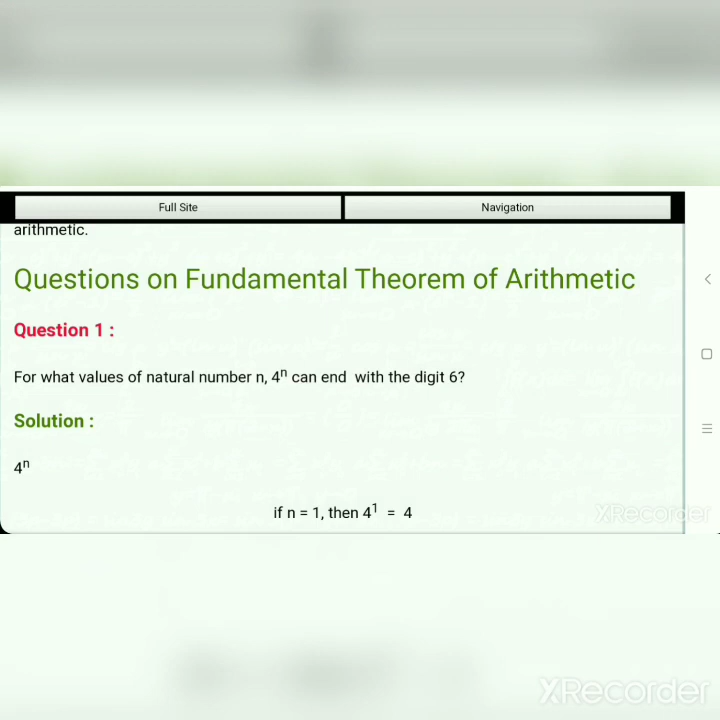 Full Site
Navigation
arithmetic.
Questions on Fundamental Theorem of Arithmetic
Question 1 :
For what values of natural number n, 4ⁿ can end with the digit 6?
Solution :
4ⁿ
if n = 1, then 4¹ = 4
XRecorder
XRecorder